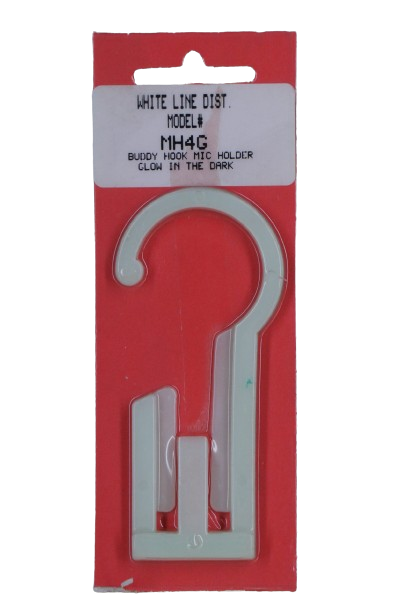 WHITE LINE DIST.
MODEL#
MH4G
BUDDY HOOK MIC HOLDER
GLOW IN THE DARK